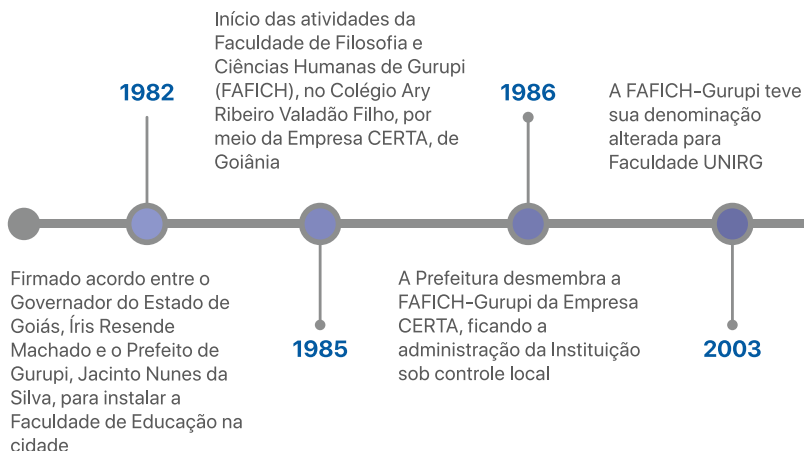 1982
Firmado acordo entre o
Governador do Estado de
Goiás, Íris Resende
Machado e o Prefeito de
Gurupi, Jacinto Nunes da
Silva, para instalar a
Faculdade de Educação na
cidade
Início das atividades da
Faculdade de Filosofia e
Ciências Humanas de Gurupi
(FAFICH), no Colégio Ary
Ribeiro Valadão Filho, por
meio da Empresa CERTA, de
Goiânia
1985
1986
A Prefeitura desmembra a
FAFICH-Gurupi da Empresa
CERTA, ficando a
administração da Instituição
sob controle local
A FAFICH-Gurupi teve
sua denominação
alterada para
Faculdade UNIRG
2003